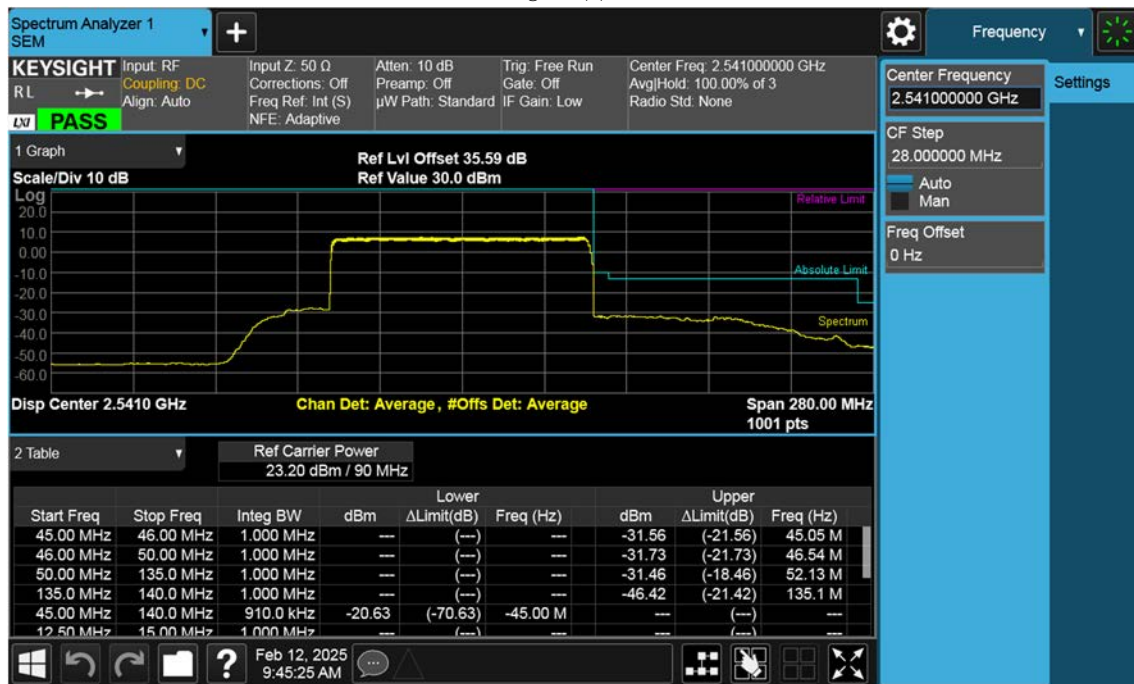 Spectrum Analyzer 1
SEM
+
Frequency
KEYSIGHT
RL
LXI
PASS
Input: RF
Coupling: DC
Align: Auto
Input Z: 50 Ω
Corrections: Off
Freq Ref: Int (S)
NFE: Adaptive
Atten: 10 dB
Preamp: Off
µW Path: Standard
Trig: Free Run
Gate: Off
IF Gain: Low
Center Freq: 2.541000000 GHz
Avg|Hold: 100.00% of 3
Radio Std: None
Center Frequency
2.541000000 GHz
Settings
CF Step
28.000000 MHz
Auto
Man
Freq Offset
0 Hz
1 Graph
Scale/Div 10 dB
Ref Lvl Offset 35.59 dB
Ref Value 30.0 dBm
Log
Relative Limit
20.0
10.0
0.00
-10.0
Absolute Limit
-20.0
-30.0
Spectrum
-40.0
-50.0
-60.0
Disp Center 2.5410 GHz
Chan Det: Average, #Offs Det: Average
Span 280.00 MHz
1001 pts
2 Table
Ref Carrier Power
23.20 dBm / 90 MHz
Lower Upper
Start Freq Stop Freq Integ BW dBm ΔLimit(dB) Freq (Hz) dBm ΔLimit(dB) Freq (Hz)
45.00 MHz 46.00 MHz 1.000 MHz --- (---) --- -31.56 (-21.56) 45.05 M
46.00 MHz 50.00 MHz 1.000 MHz --- (---) --- -31.73 (-21.73) 46.54 M
50.00 MHz 135.0 MHz 1.000 MHz --- (---) --- -31.46 (-18.46) 52.13 M
135.0 MHz 140.0 MHz 1.000 MHz --- (---) --- -46.42 (-21.42) 135.1 M
45.00 MHz 140.0 MHz 910.0 kHz -20.63 (-70.63) -45.00 M --- (---) ---
12.50 MHz 15.00 MHz 1.000 MHz --- (---) --- --- (---) ---
?
Feb 12, 2025
9:45:25 AM